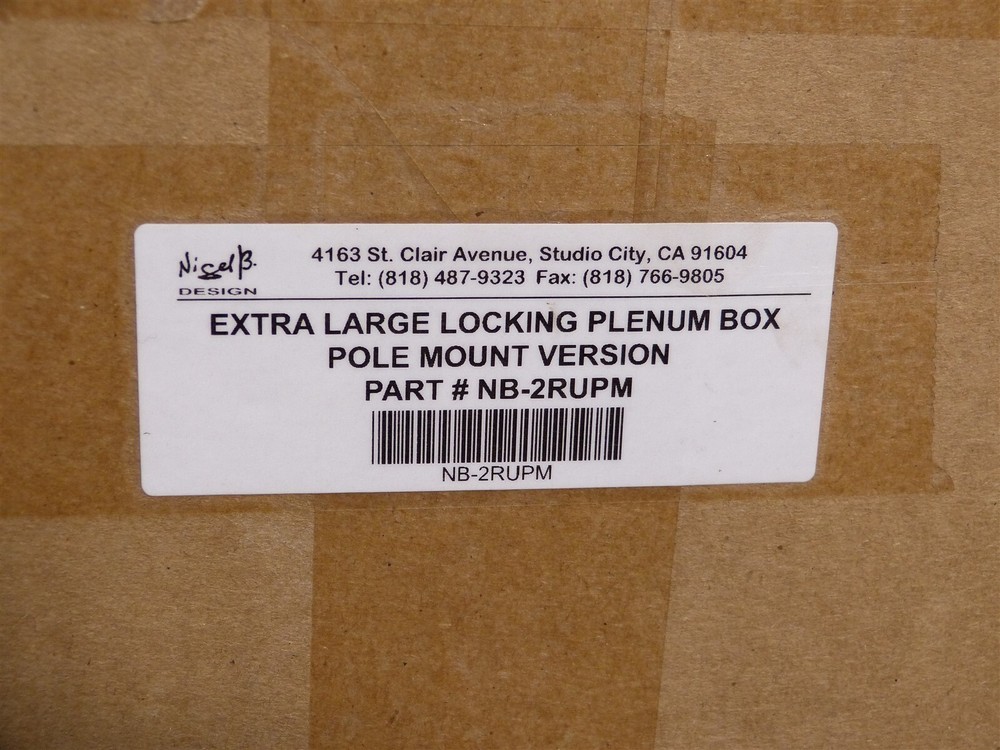 Nigel B.
DESIGN
4163 St. Clair Avenue, Studio City, CA 91604
Tel: (818) 487-9323 Fax: (818) 766-9805
EXTRA LARGE LOCKING PLENUM BOX
POLE MOUNT VERSION
PART # NB-2RUPM
NB-2RUPM